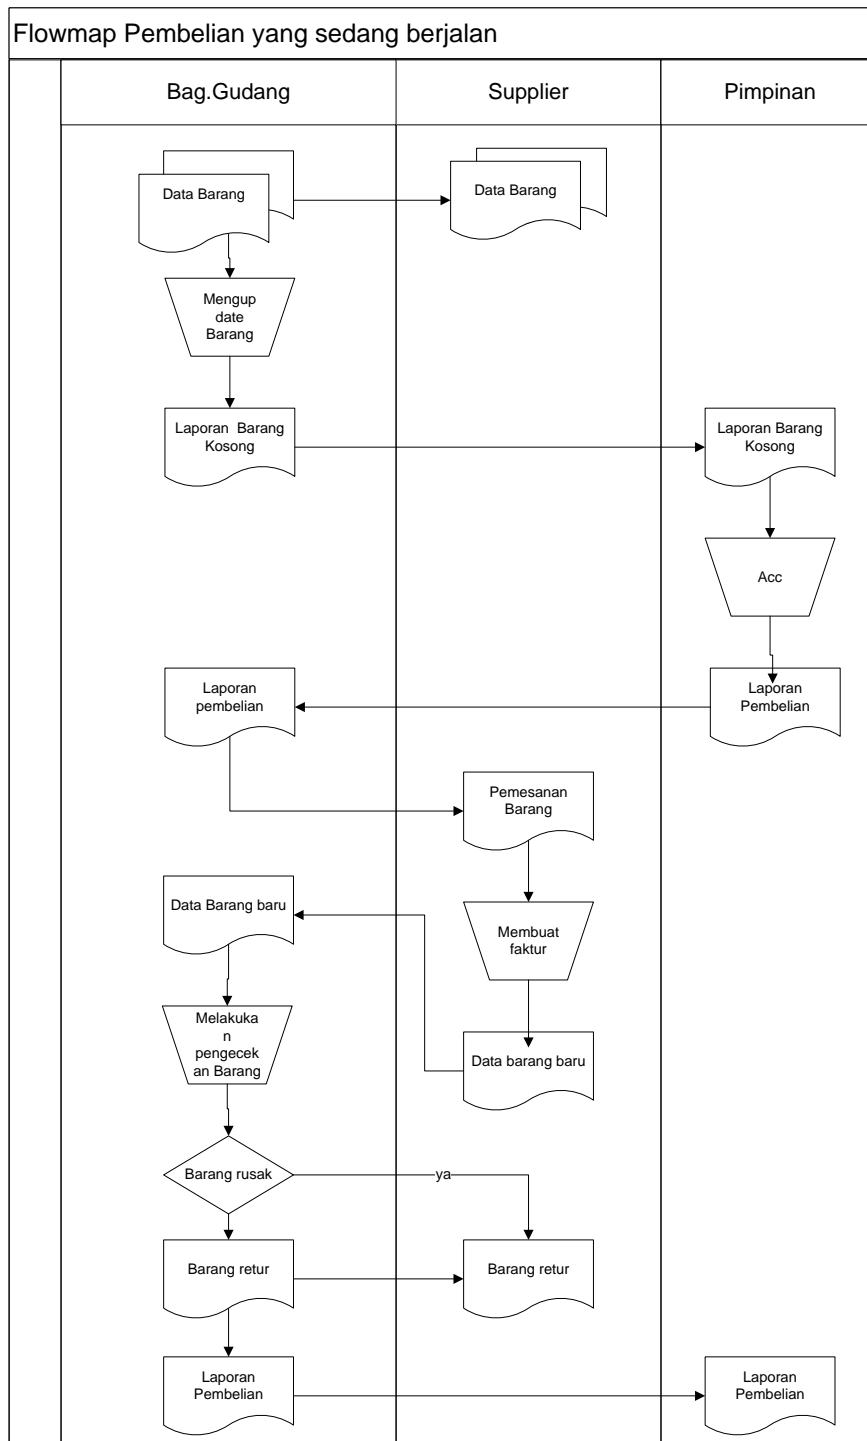 Flowmap Pembelian yang sedang berjalan
Bag.Gudang
Supplier
Pimpinan
Data Barang
Data Barang
Mengup
date
Barang
Laporan Barang
Kosong
Laporan Barang
Kosong
Acc
Laporan
pembelian
Laporan
Pembelian
Pemesanan
Barang
Data Barang baru
Membuat
faktur
Melakuka
n
pengecek
an Barang
Data barang baru
Barang rusak
ya
Barang retur
Barang retur
Laporan
Pembelian
Laporan
Pembelian